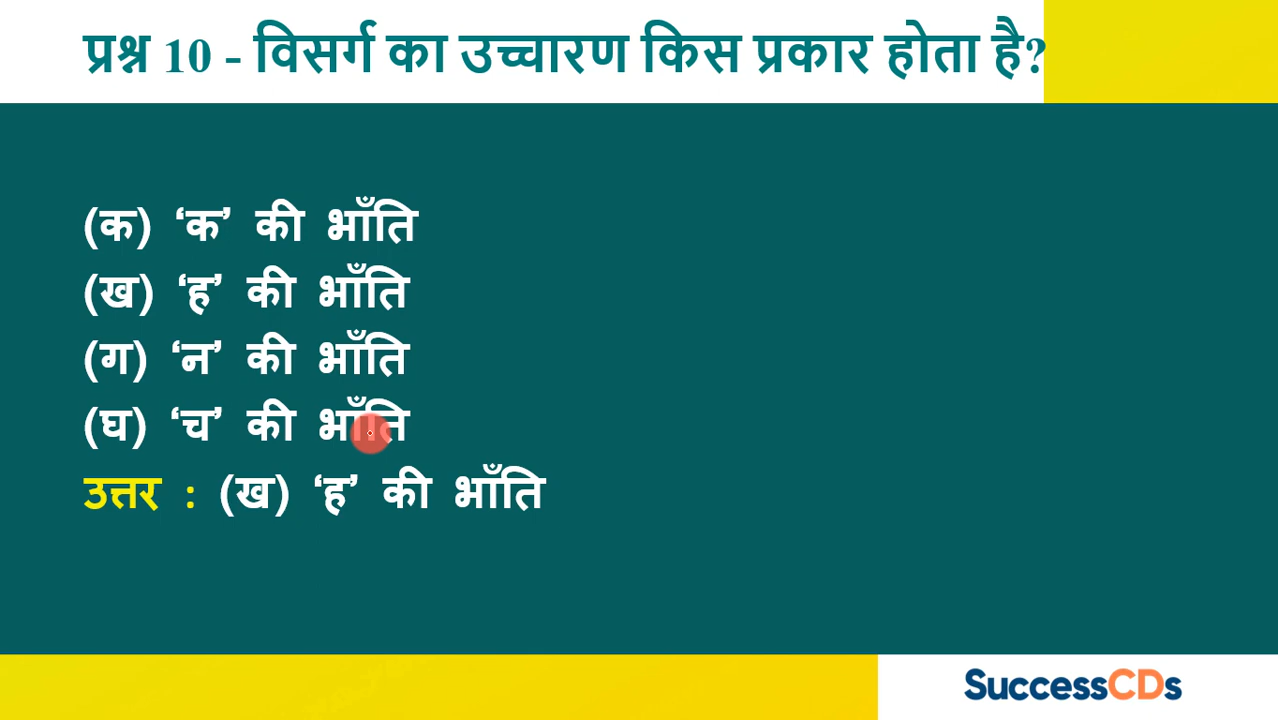 प्रश्न 10 - विसर्ग का उच्चारण किस प्रकार होता है?
(क) ‘क’ की भाँति
(ख) ‘ह’ की भाँति
(ग) ‘न’ की भाँति
(घ) ‘च’ की भाँति
उत्तर : (ख) ‘ह’ की भाँति
SuccessCDs